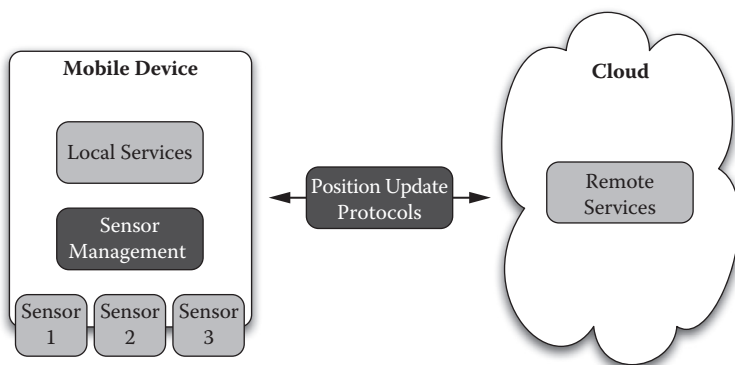 Mobile Device
Local Services
Sensor
Management
Sensor
1
Sensor
2
Sensor
3
Position Update
Protocols
Cloud
Remote
Services